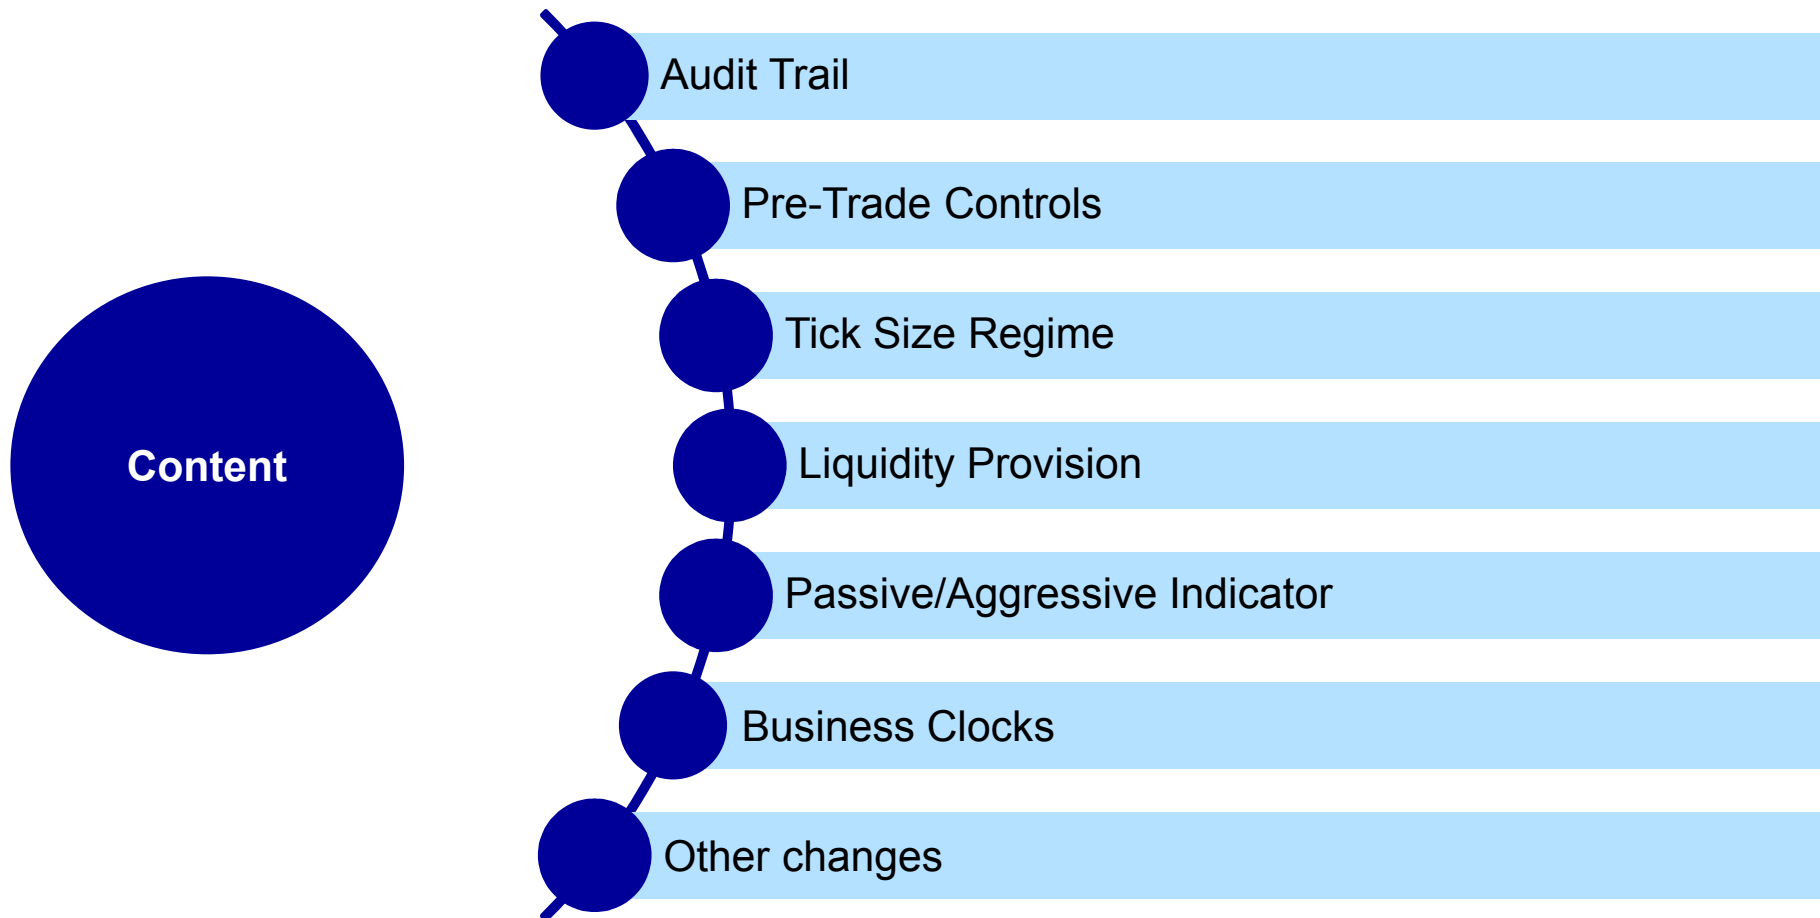 Content
Audit Trail
Pre-Trade Controls
Tick Size Regime
Liquidity Provision
Passive/Aggressive Indicator
Business Clocks
Other changes